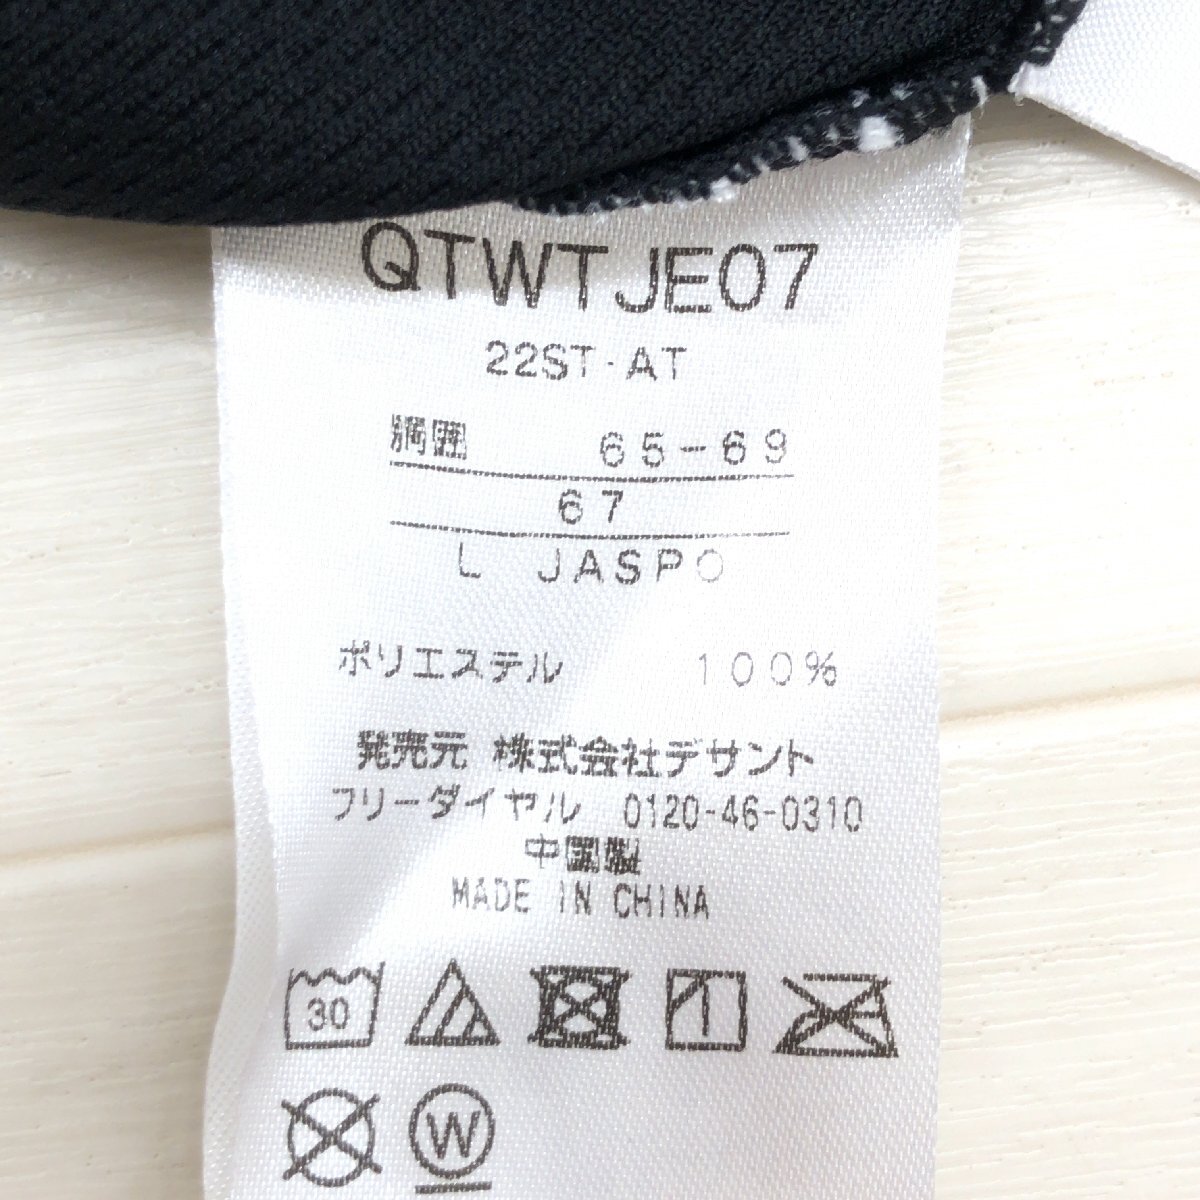 QTWTJE07
22ST・AT
胴囲 65-69
67
L JASPO
ポリエステル 100%
発売元 株式会社デサント
フリーダイヤル 0120-46-0310
中国製
MADE IN CHINA
30
W